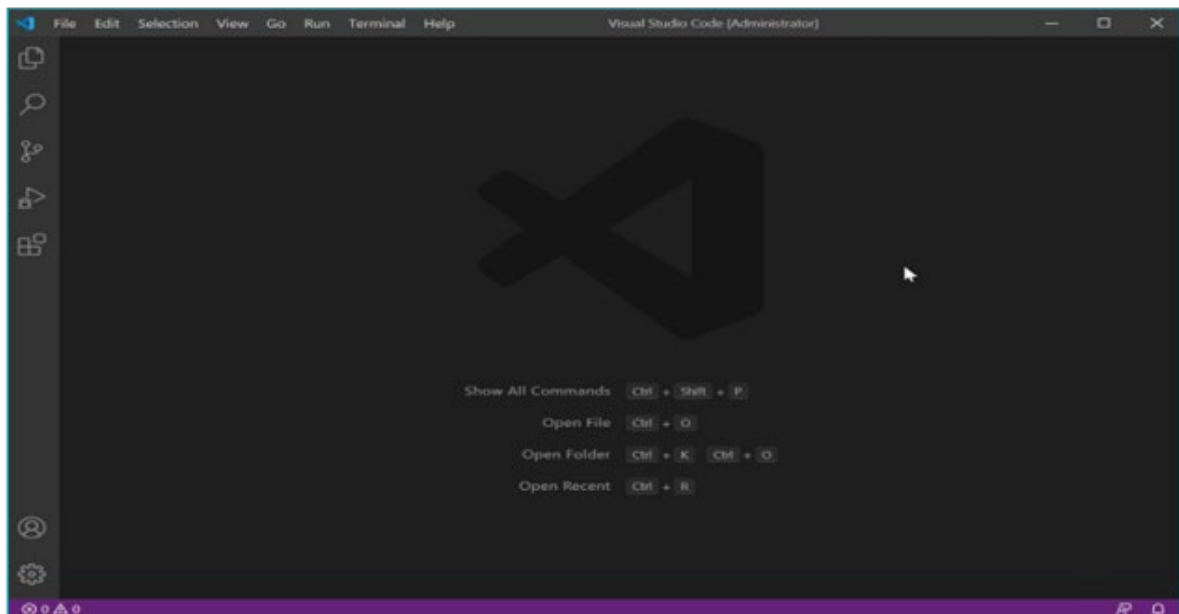 File Edit Selection View Go Run Terminal Help Visual Studio Code [Administrator]
Show All Commands Ctrl + Shift + P
Open File Ctrl + O
Open Folder Ctrl + K Ctrl + O
Open Recent Ctrl + R
0 0